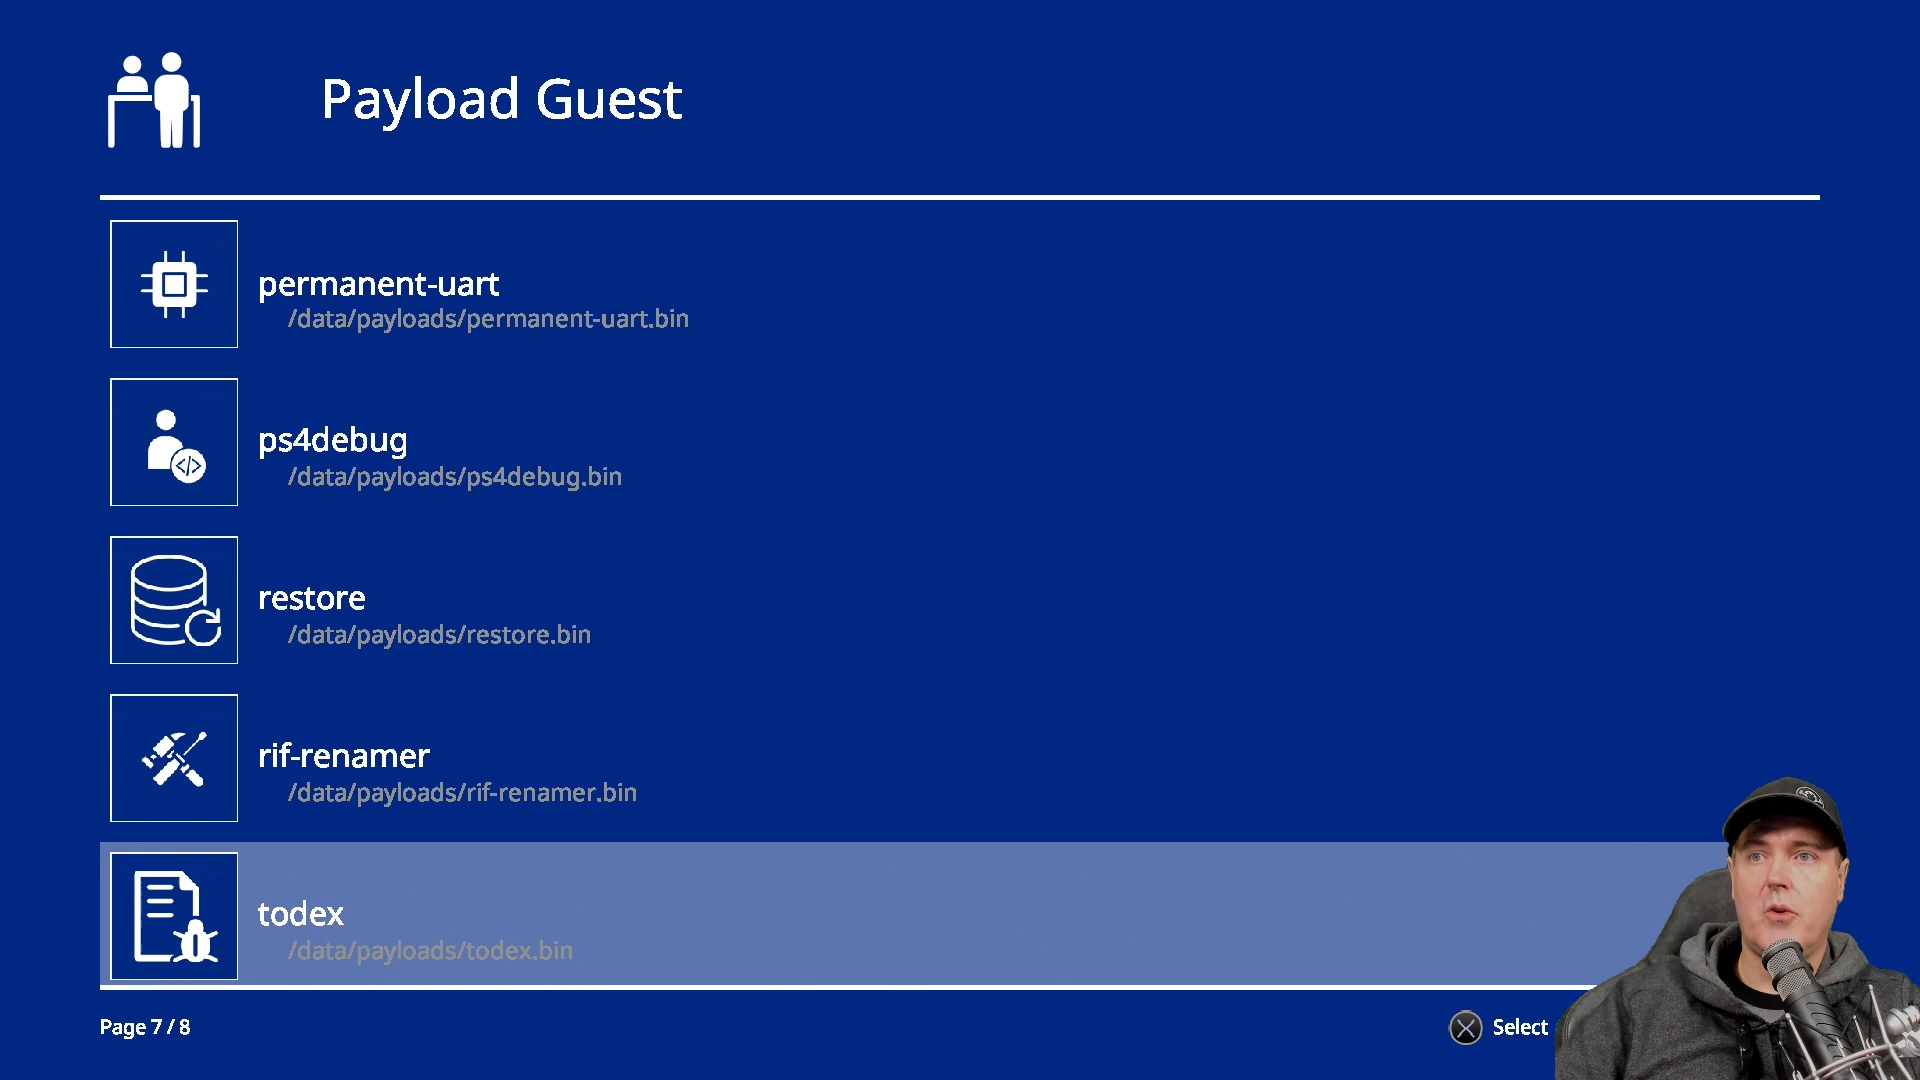 Payload Guest
permanent-uart
/data/payloads/permanent-uart.bin
ps4debug
/data/payloads/ps4debug.bin
restore
/data/payloads/restore.bin
rif-renamer
/data/payloads/rif-renamer.bin
todex
/data/payloads/todex.bin
Page 7 / 8
Select